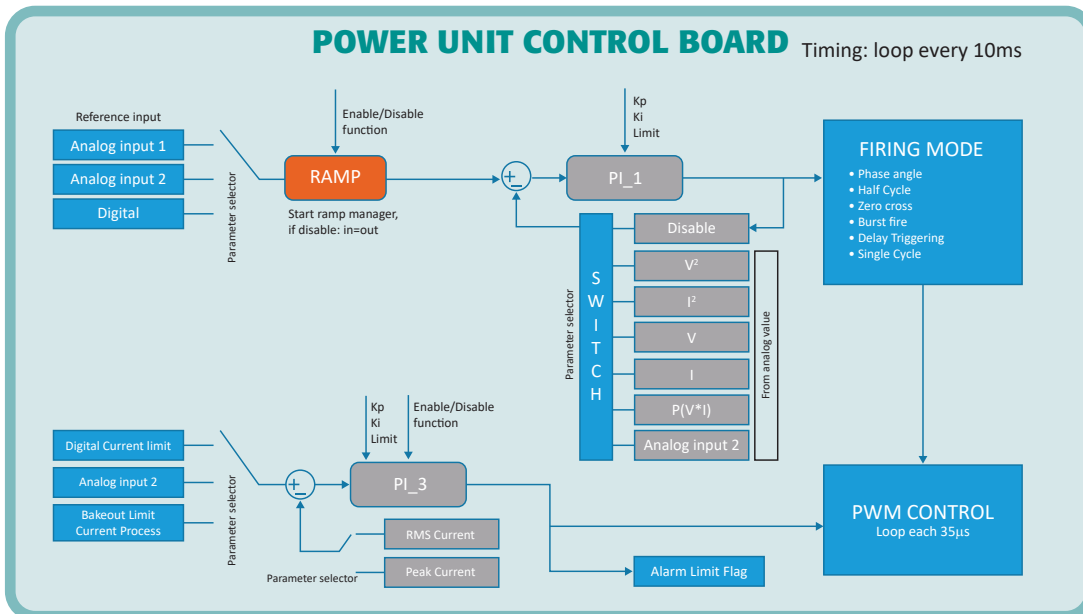 POWER UNIT CONTROL BOARD
Timing: loop every 10ms
Reference input
Analog input 1
Analog input 2
Digital
Parameter selector
Enable/Disable
function
RAMP
Start ramp manager,
if disable: in=out
+
–
Kp
Ki
Limit
PI_1
FIRING MODE
• Phase angle
• Half Cycle
• Zero cross
• Burst fire
• Delay Triggering
• Single Cycle
Parameter selector
S
W
I
T
C
H
Disable
V²
I²
V
I
P(V*I)
Analog input 2
From analog value
Digital Current limit
Analog input 2
Bakeout Limit
Current Process
Parameter selector
+
–
Kp
Ki
Limit
Enable/Disable
function
PI_3
RMS Current
Parameter selector
Peak Current
Alarm Limit Flag
PWM CONTROL
Loop each 35µs